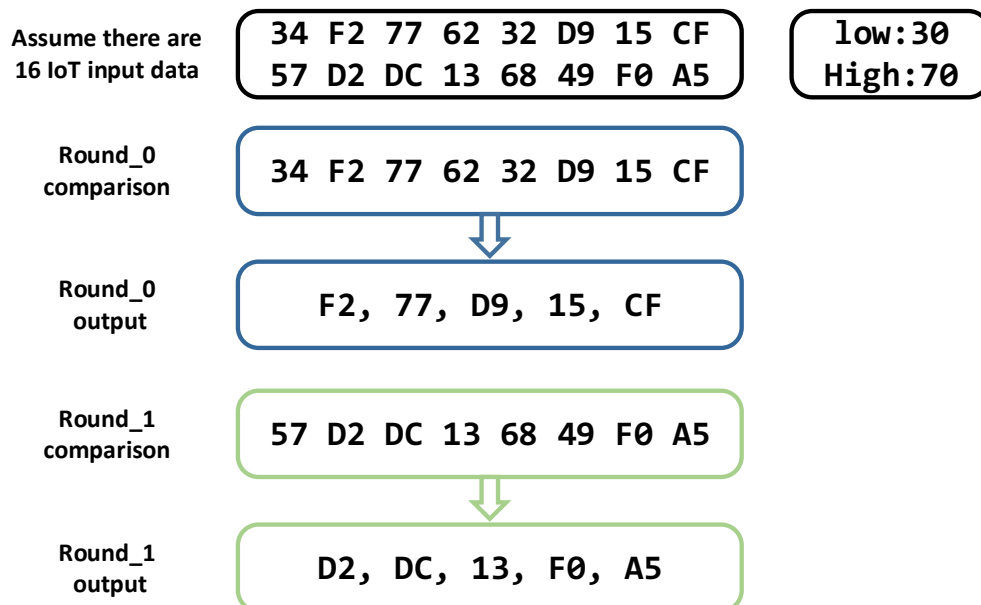 Assume there are
16 IoT input data
34 F2 77 62 32 D9 15 CF
57 D2 DC 13 68 49 F0 A5
low:30
High:70
Round_0
comparison
34 F2 77 62 32 D9 15 CF
Round_0
output
F2, 77, D9, 15, CF
Round_1
comparison
57 D2 DC 13 68 49 F0 A5
Round_1
output
D2, DC, 13, F0, A5